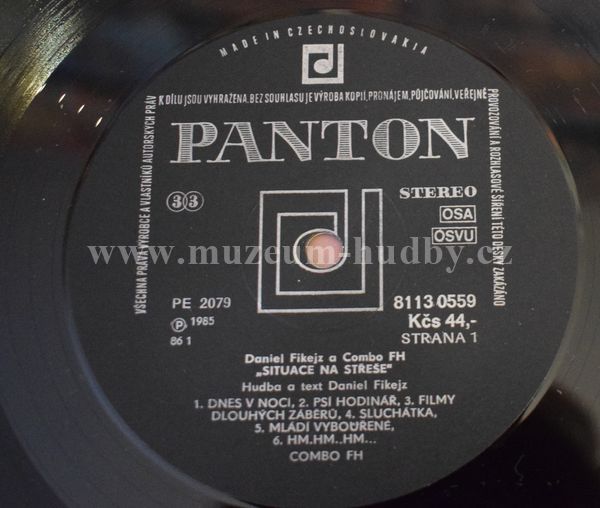 MADE IN CZECHOSLOVAKIA
VŠECHNA PRÁVA VÝROBCE A VLASTNÍKŮ AUTORSKÝCH PRÁV
K DÍLU JSOU VYHRAŽENA. BEZ SOUHLASU JE VÝROBA KOPIÍ, PRONÁJEM, PŮJČOVÁNÍ, VEŘEJNÉ
PROVOZOVÁNÍ A ROZHLASOVÉ ŠÍŘENÍ TÉTO DESKY ZAKÁZÁNO
PANTON
33
STEREO
OSA
OSVU
www.muzeum-hudby.cz
PE 2079
8113 0559
Ⓟ 1985
Kčs 44,-
86 1
STRANA 1
Daniel Fikejz a Combo FH
„SITUACE NA STŘEŠE"
Hudba a text Daniel Fikejz
1. DNES V NOCI, 2. PSÍ HODINÁŘ, 3. FILMY
DLOUHÝCH ZÁBĚRŮ, 4. SLUCHÁTKA,
5. MLÁDÍ VYBOUŘENÉ,
6. HM..HM..HM...
COMBO FH